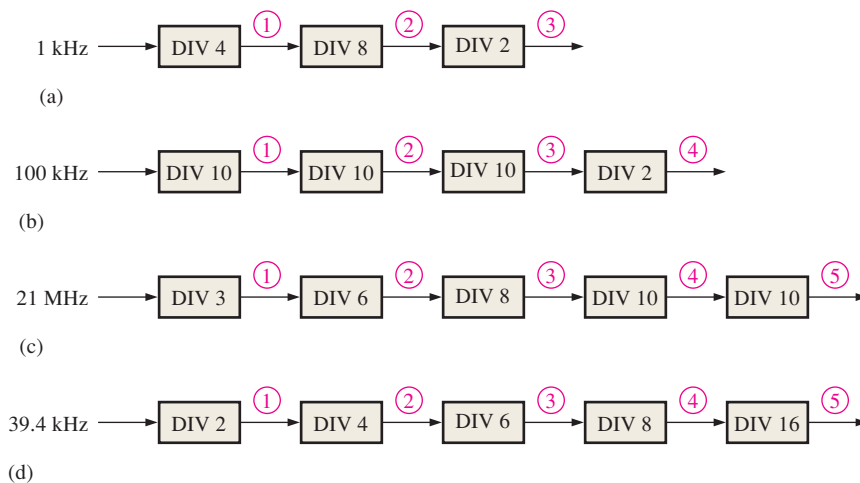 ① ② ③
1 kHz DIV 4 DIV 8 DIV 2
(a)
① ② ③ ④
100 kHz DIV 10 DIV 10 DIV 10 DIV 2
(b)
① ② ③ ④ ⑤
21 MHz DIV 3 DIV 6 DIV 8 DIV 10 DIV 10
(c)
① ② ③ ④ ⑤
39.4 kHz DIV 2 DIV 4 DIV 6 DIV 8 DIV 16
(d)